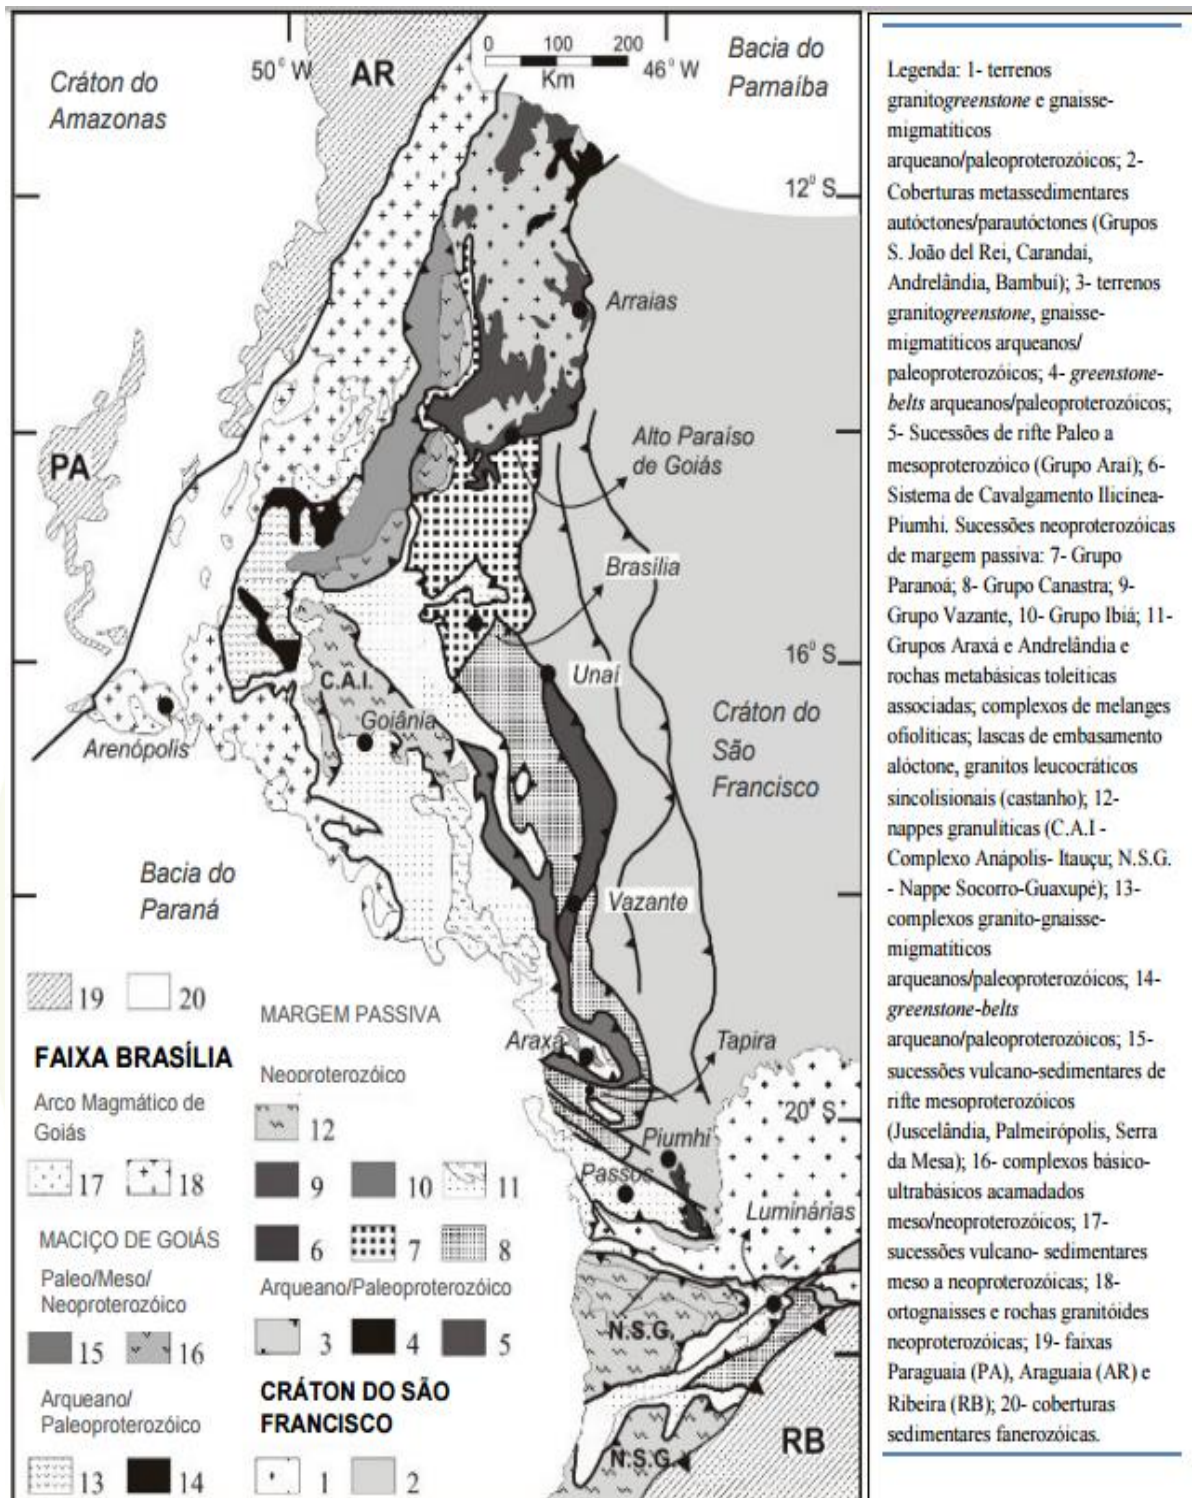 0 100 200
Km
50° W
46° W
AR
Bacia do
Parnaíba
Cráton do
Amazonas
12° S
Arraias
PA
Alto Paraíso
de Goiás
Brasília
16° S
Unaí
C.A.I.
Goiânia
Arenópolis
Cráton do
São
Francisco
Bacia do
Paraná
Vazante
Araxá
Tapira
20° S
Piumhi
Passos
Luminárias
N.S.G.
N.S.G.
RB
19 20
FAIXA BRASÍLIA
Arco Magmático de
Goiás
17 18
MACIÇO DE GOIÁS
Paleo/Meso/
Neoproterozóico
15 16
Arqueano/
Paleoproterozóico
13 14
MARGEM PASSIVA
Neoproterozóico
12
9 10 11
6 7 8
Arqueano/Paleoproterozóico
3 4 5
CRÁTON DO SÃO
FRANCISCO
1 2
Legenda: 1- terrenos
granitogreenstone e gnaisse-
migmatíticos
arqueano/paleoproterozóicos; 2-
Coberturas metassedimentares
autóctones/parautóctones (Grupos
S. João del Rei, Carandaí,
Andrelândia, Bambuí); 3- terrenos
granitogreenstone, gnaisse-
migmatíticos arqueanos/
paleoproterozóicos; 4- greenstone-
belts arqueanos/paleoproterozóicos;
5- Sucessões de rifte Paleo a
mesoproterozóico (Grupo Araí); 6-
Sistema de Cavalgamento Ilicínea-
Piumhi. Sucessões neoproterozóicas
de margem passiva: 7- Grupo
Paranoá; 8- Grupo Canastra; 9-
Grupo Vazante, 10- Grupo Ibiá; 11-
Grupos Araxá e Andrelândia e
rochas metabásicas toleíticas
associadas; complexos de melanges
ofiolíticas; lascas de embasamento
alóctone, granitos leucocráticos
sincolisionais (castanho); 12-
nappes granulíticas (C.A.I -
Complexo Anápolis- Itauçu; N.S.G.
- Nappe Socorro-Guaxupé); 13-
complexos granito-gnaisse-
migmatíticos
arqueanos/paleoproterozóicos; 14-
greenstone-belts
arqueano/paleoproterozóicos; 15-
sucessões vulcano-sedimentares de
rifte mesoproterozóicos
(Juscelândia, Palmeirópolis, Serra
da Mesa); 16- complexos básico-
ultrabásicos acamadados
meso/neoproterozóicos; 17-
sucessões vulcano- sedimentares
meso a neoproterozóicas; 18-
ortognaisses e rochas granitóides
neoproterozóicas; 19- faixas
Paraguaia (PA), Araguaia (AR) e
Ribeira (RB); 20- coberturas
sedimentares fanerozóicas.